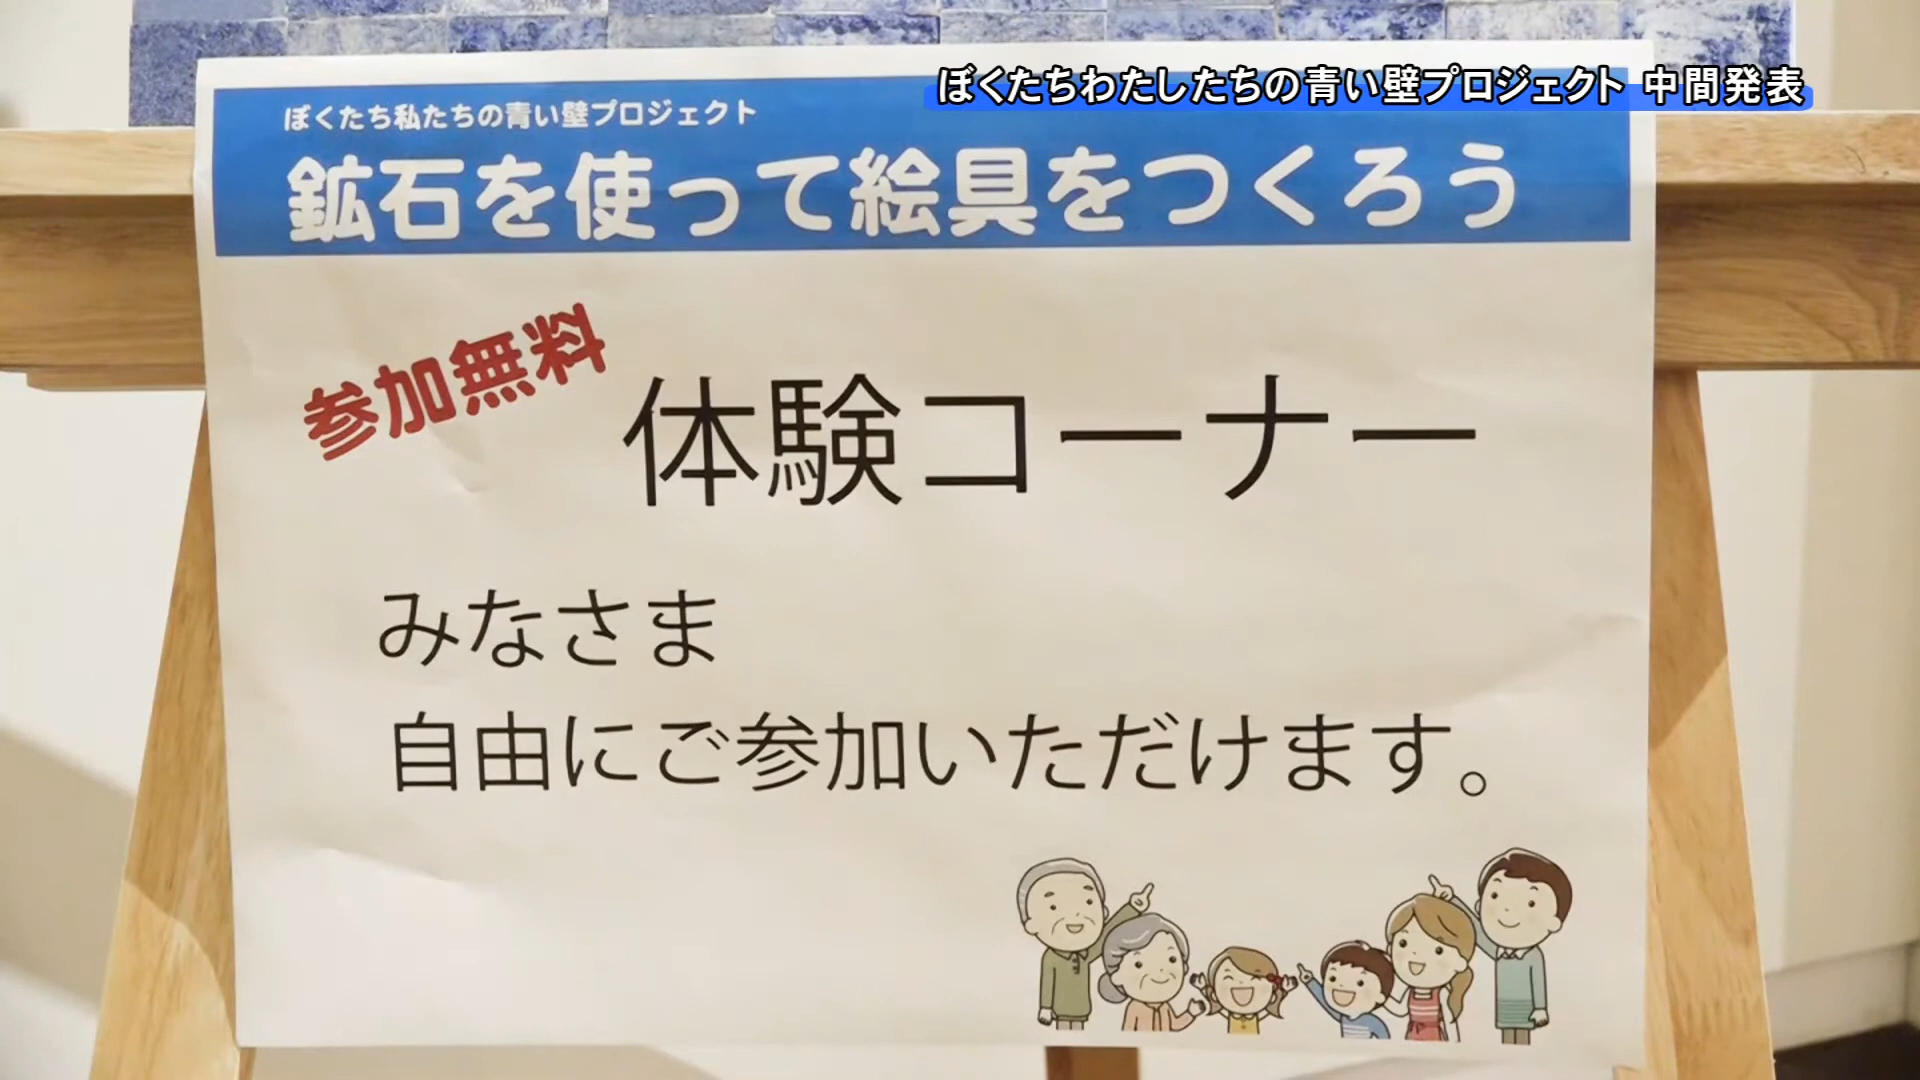 ぼくたちわたしたちの青い壁プロジェクト 中間発表
ぼくたち私たちの青い壁プロジェクト
鉱石を使って絵具をつくろう
参加無料
体験コーナー
みなさま
自由にご参加いただけます。